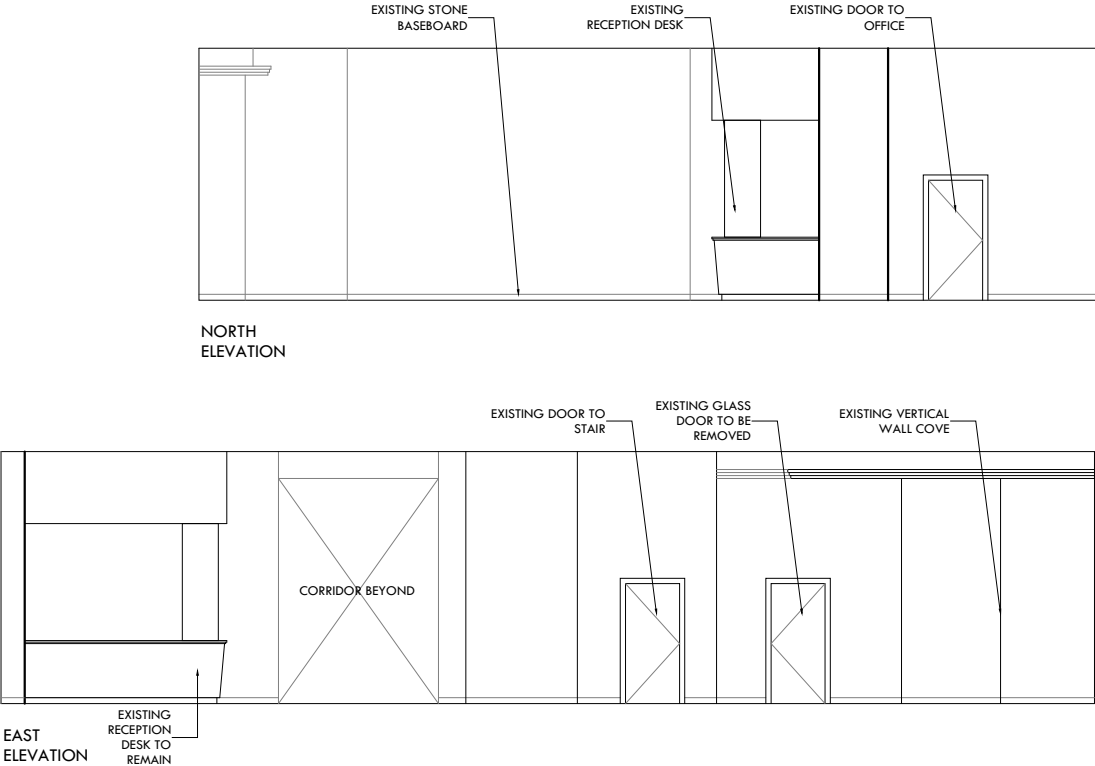 EXISTING STONE
BASEBOARD
EXISTING
RECEPTION DESK
EXISTING DOOR TO
OFFICE
NORTH
ELEVATION
EXISTING DOOR TO
STAIR
EXISTING GLASS
DOOR TO BE
REMOVED
EXISTING VERTICAL
WALL COVE
CORRIDOR BEYOND
EXISTING
RECEPTION
DESK TO
REMAIN
EAST
ELEVATION